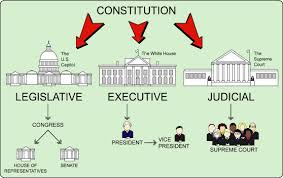 CONSTITUTION
The
U.S.
Capitol
The White House
The
Supreme
Court
LEGISLATIVE
EXECUTIVE
JUDICIAL
CONGRESS
HOUSE OF
REPRESENTATIVES
SENATE
PRESIDENT
VICE
PRESIDENT
SUPREME COURT